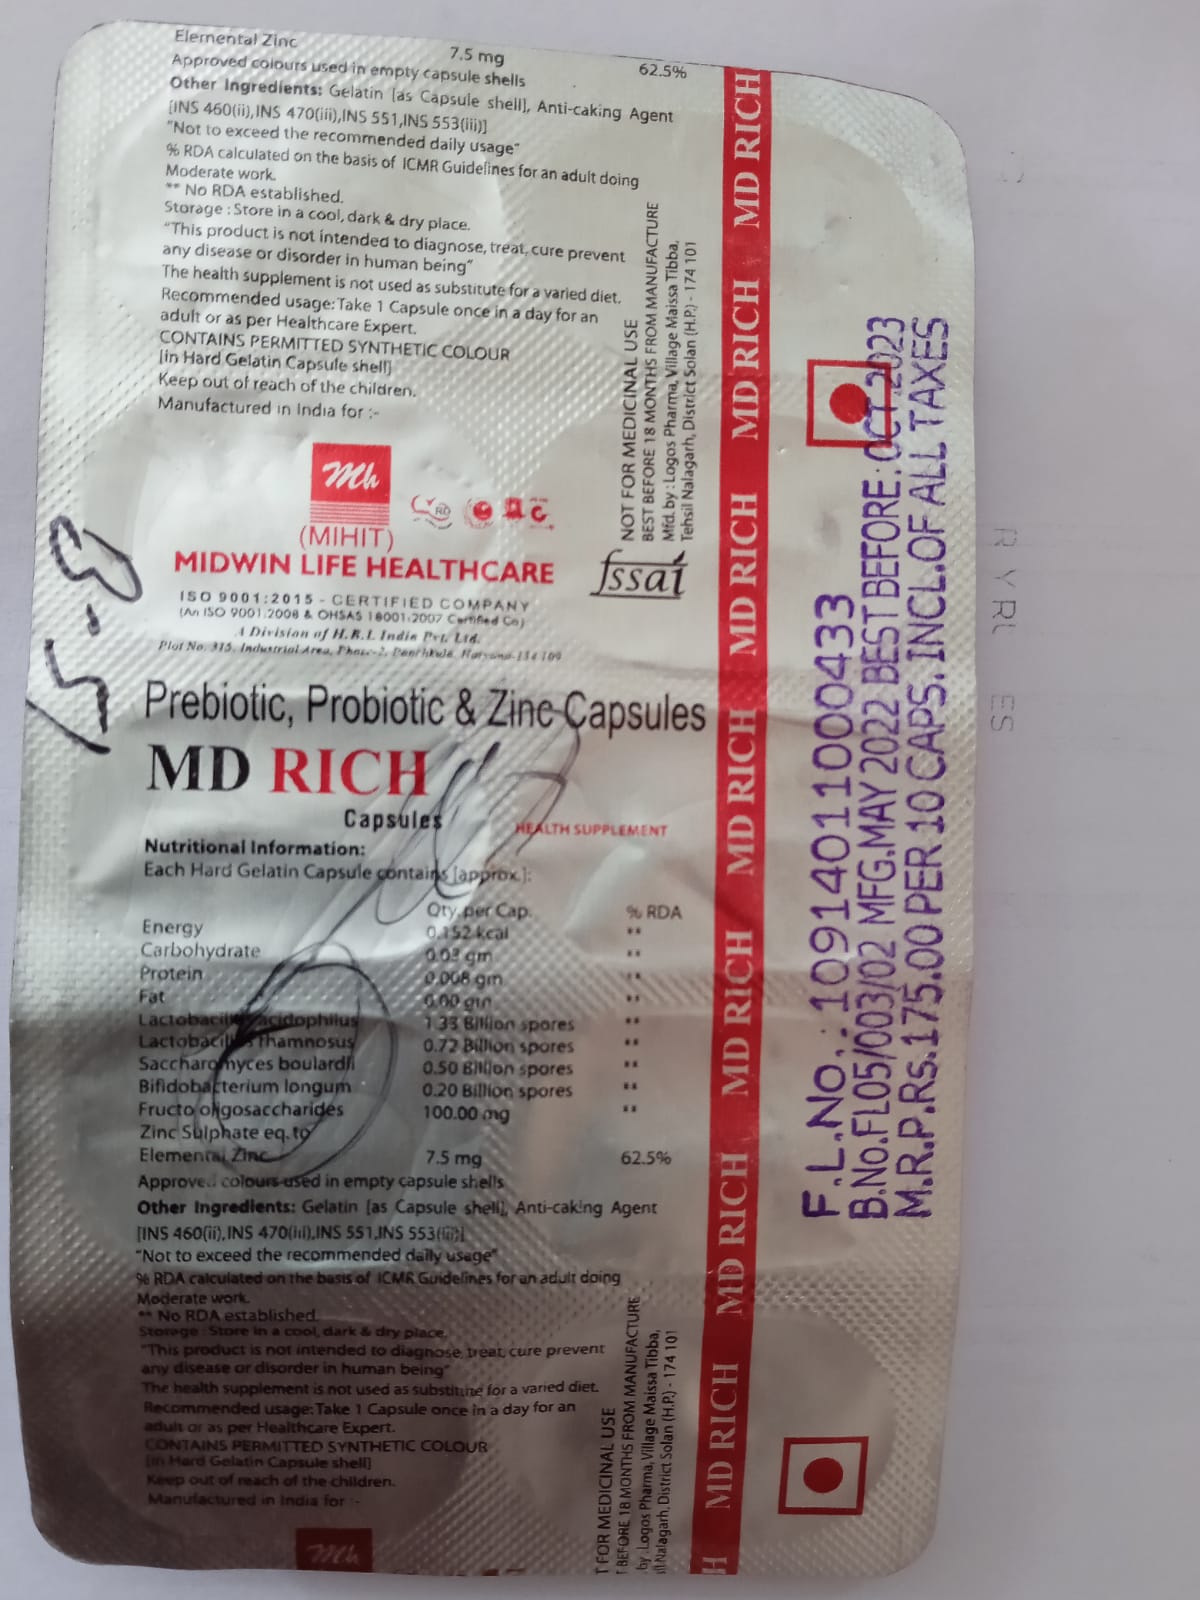 Elemental Zinc 7.5 mg 62.5%
Approved colours used in empty capsule shells
Other Ingredients: Gelatin [as Capsule shell], Anti-caking Agent
[INS 460(ii),INS 470(iii),INS 551,INS 553(iii)]
"Not to exceed the recommended daily usage"
% RDA calculated on the basis of ICMR Guidelines for an adult doing
Moderate work.
** No RDA established.
Storage : Store in a cool, dark & dry place.
"This product is not intended to diagnose, treat, cure prevent
any disease or disorder in human being"
The health supplement is not used as substitute for a varied diet.
Recommended usage: Take 1 Capsule once in a day for an
adult or as per Healthcare Expert.
CONTAINS PERMITTED SYNTHETIC COLOUR
[in Hard Gelatin Capsule shell]
Keep out of reach of the children.
Manufactured in India for :-
NOT FOR MEDICINAL USE
BEST BEFORE 18 MONTHS FROM MANUFACTURE
Mfd. by : Logos Pharma, Village Maissa Tibba,
Tehsil Nalagarh, District Solan (H.P.) - 174 101
Mh
(MIHIT)
MIDWIN LIFE HEALTHCARE
fssai
ISO 9001:2015 - CERTIFIED COMPANY
(An ISO 9001:2008 & OHSAS 18001:2007 Certified Co)
A Division of H.R.I. India Pvt. Ltd.
Plot No. 315, Industrial Area, Phase-2, Panchkula, Haryana-134 109
Prebiotic, Probiotic & Zinc Capsules
MD RICH
Capsules
HEALTH SUPPLEMENT
Nutritional Information:
Each Hard Gelatin Capsule contains [approx.]:
Qty. per Cap. % RDA
Energy 0.152 kcal **
Carbohydrate 0.03 gm **
Protein 0.008 gm **
Fat 0.00 gm **
Lactobacillus acidophilus 1.33 Billion spores **
Lactobacillus rhamnosus 0.72 Billion spores **
Saccharomyces boulardii 0.50 Billion spores **
Bifidobacterium longum 0.20 Billion spores **
Fructo oligosaccharides 100.00 mg **
Zinc Sulphate eq. to
Elemental Zinc 7.5 mg 62.5%
Approved colours used in empty capsule shells
Other Ingredients: Gelatin [as Capsule shell], Anti-caking Agent
[INS 460(ii),INS 470(iii),INS 551,INS 553(iii)]
"Not to exceed the recommended daily usage"
% RDA calculated on the basis of ICMR Guidelines for an adult doing
Moderate work.
** No RDA established.
Storage : Store in a cool, dark & dry place.
"This product is not intended to diagnose, treat, cure prevent
any disease or disorder in human being"
The health supplement is not used as substitute for a varied diet.
Recommended usage: Take 1 Capsule once in a day for an
adult or as per Healthcare Expert.
CONTAINS PERMITTED SYNTHETIC COLOUR
[in Hard Gelatin Capsule shell]
Keep out of reach of the children.
Manufactured in India for :-
T FOR MEDICINAL USE
T BEFORE 18 MONTHS FROM MANUFACTURE
by : Logos Pharma, Village Maissa Tibba,
il Nalagarh, District Solan (H.P.) - 174 101
Mh
H MD RICH MD RICH MD RICH MD RICH MD RICH MD RICH MD RICH
F.L.No.: 10914011000433
B.No.FL05/003/02 MFG.MAY 2022 BEST BEFORE: OCT.2023
M.R.P.Rs.175.00 PER 10 CAPS. INCL.OF ALL TAXES